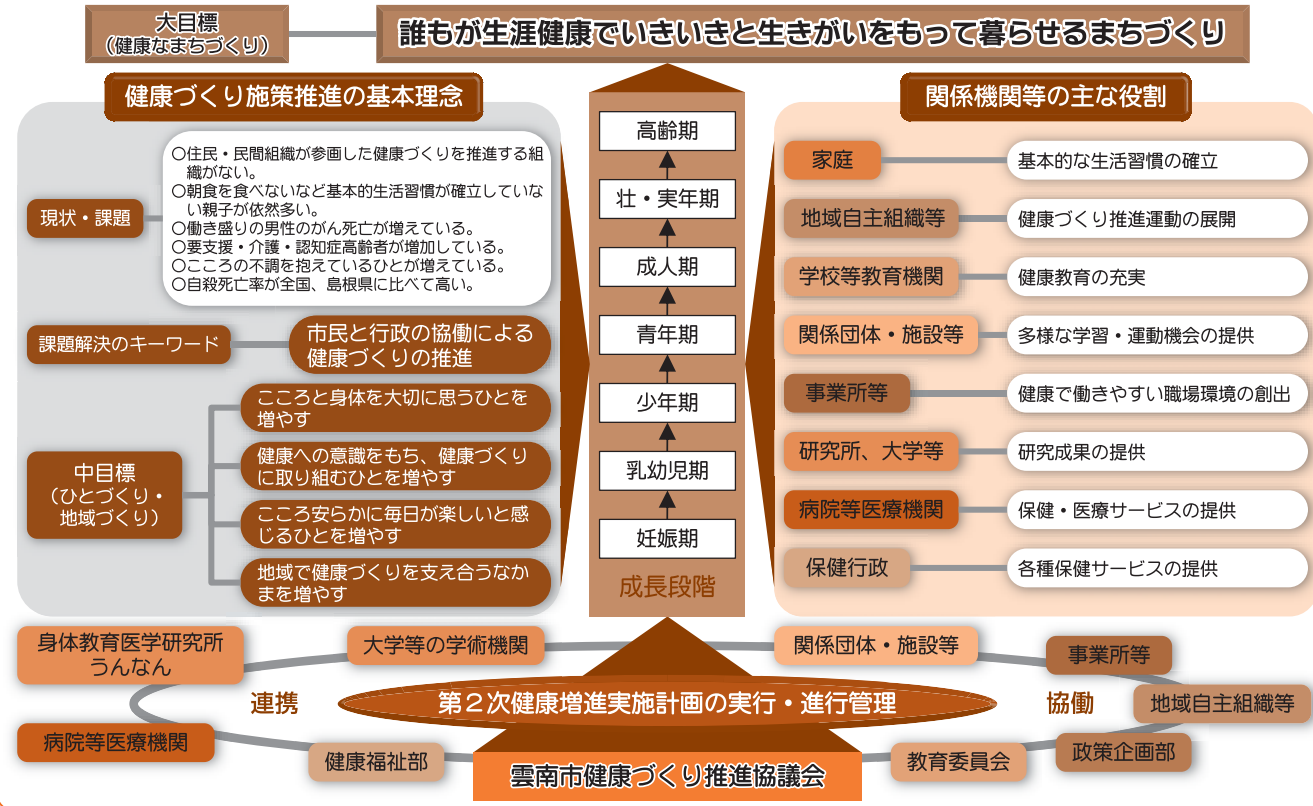 大目標
（健康なまちづくり）
誰もが生涯健康でいきいきと生きがいをもって暮らせるまちづくり
健康づくり施策推進の基本理念
現状・課題
○住民・民間組織が参画した健康づくりを推進する組
織がない。
○朝食を食べないなど基本的生活習慣が確立していな
い親子が依然多い。
○働き盛りの男性のがん死亡が増えている。
○要支援・介護・認知症高齢者が増加している。
○こころの不調を抱えているひとが増えている。
○自殺死亡率が全国、島根県に比べて高い。
課題解決のキーワード
市民と行政の協働による
健康づくりの推進
中目標
（ひとづくり・
地域づくり）
こころと身体を大切に思うひとを
増やす
健康への意識をもち、健康づくり
に取り組むひとを増やす
こころ安らかに毎日が楽しいと感
じるひとを増やす
地域で健康づくりを支え合うなか
まを増やす
高齢期
壮・実年期
成人期
青年期
少年期
乳幼児期
妊娠期
成長段階
関係機関等の主な役割
家庭
基本的な生活習慣の確立
地域自主組織等
健康づくり推進運動の展開
学校等教育機関
健康教育の充実
関係団体・施設等
多様な学習・運動機会の提供
事業所等
健康で働きやすい職場環境の創出
研究所、大学等
研究成果の提供
病院等医療機関
保健・医療サービスの提供
保健行政
各種保健サービスの提供
身体教育医学研究所
うんなん
大学等の学術機関
関係団体・施設等
事業所等
連携
第２次健康増進実施計画の実行・進行管理
協働
地域自主組織等
病院等医療機関
健康福祉部
雲南市健康づくり推進協議会
教育委員会
政策企画部